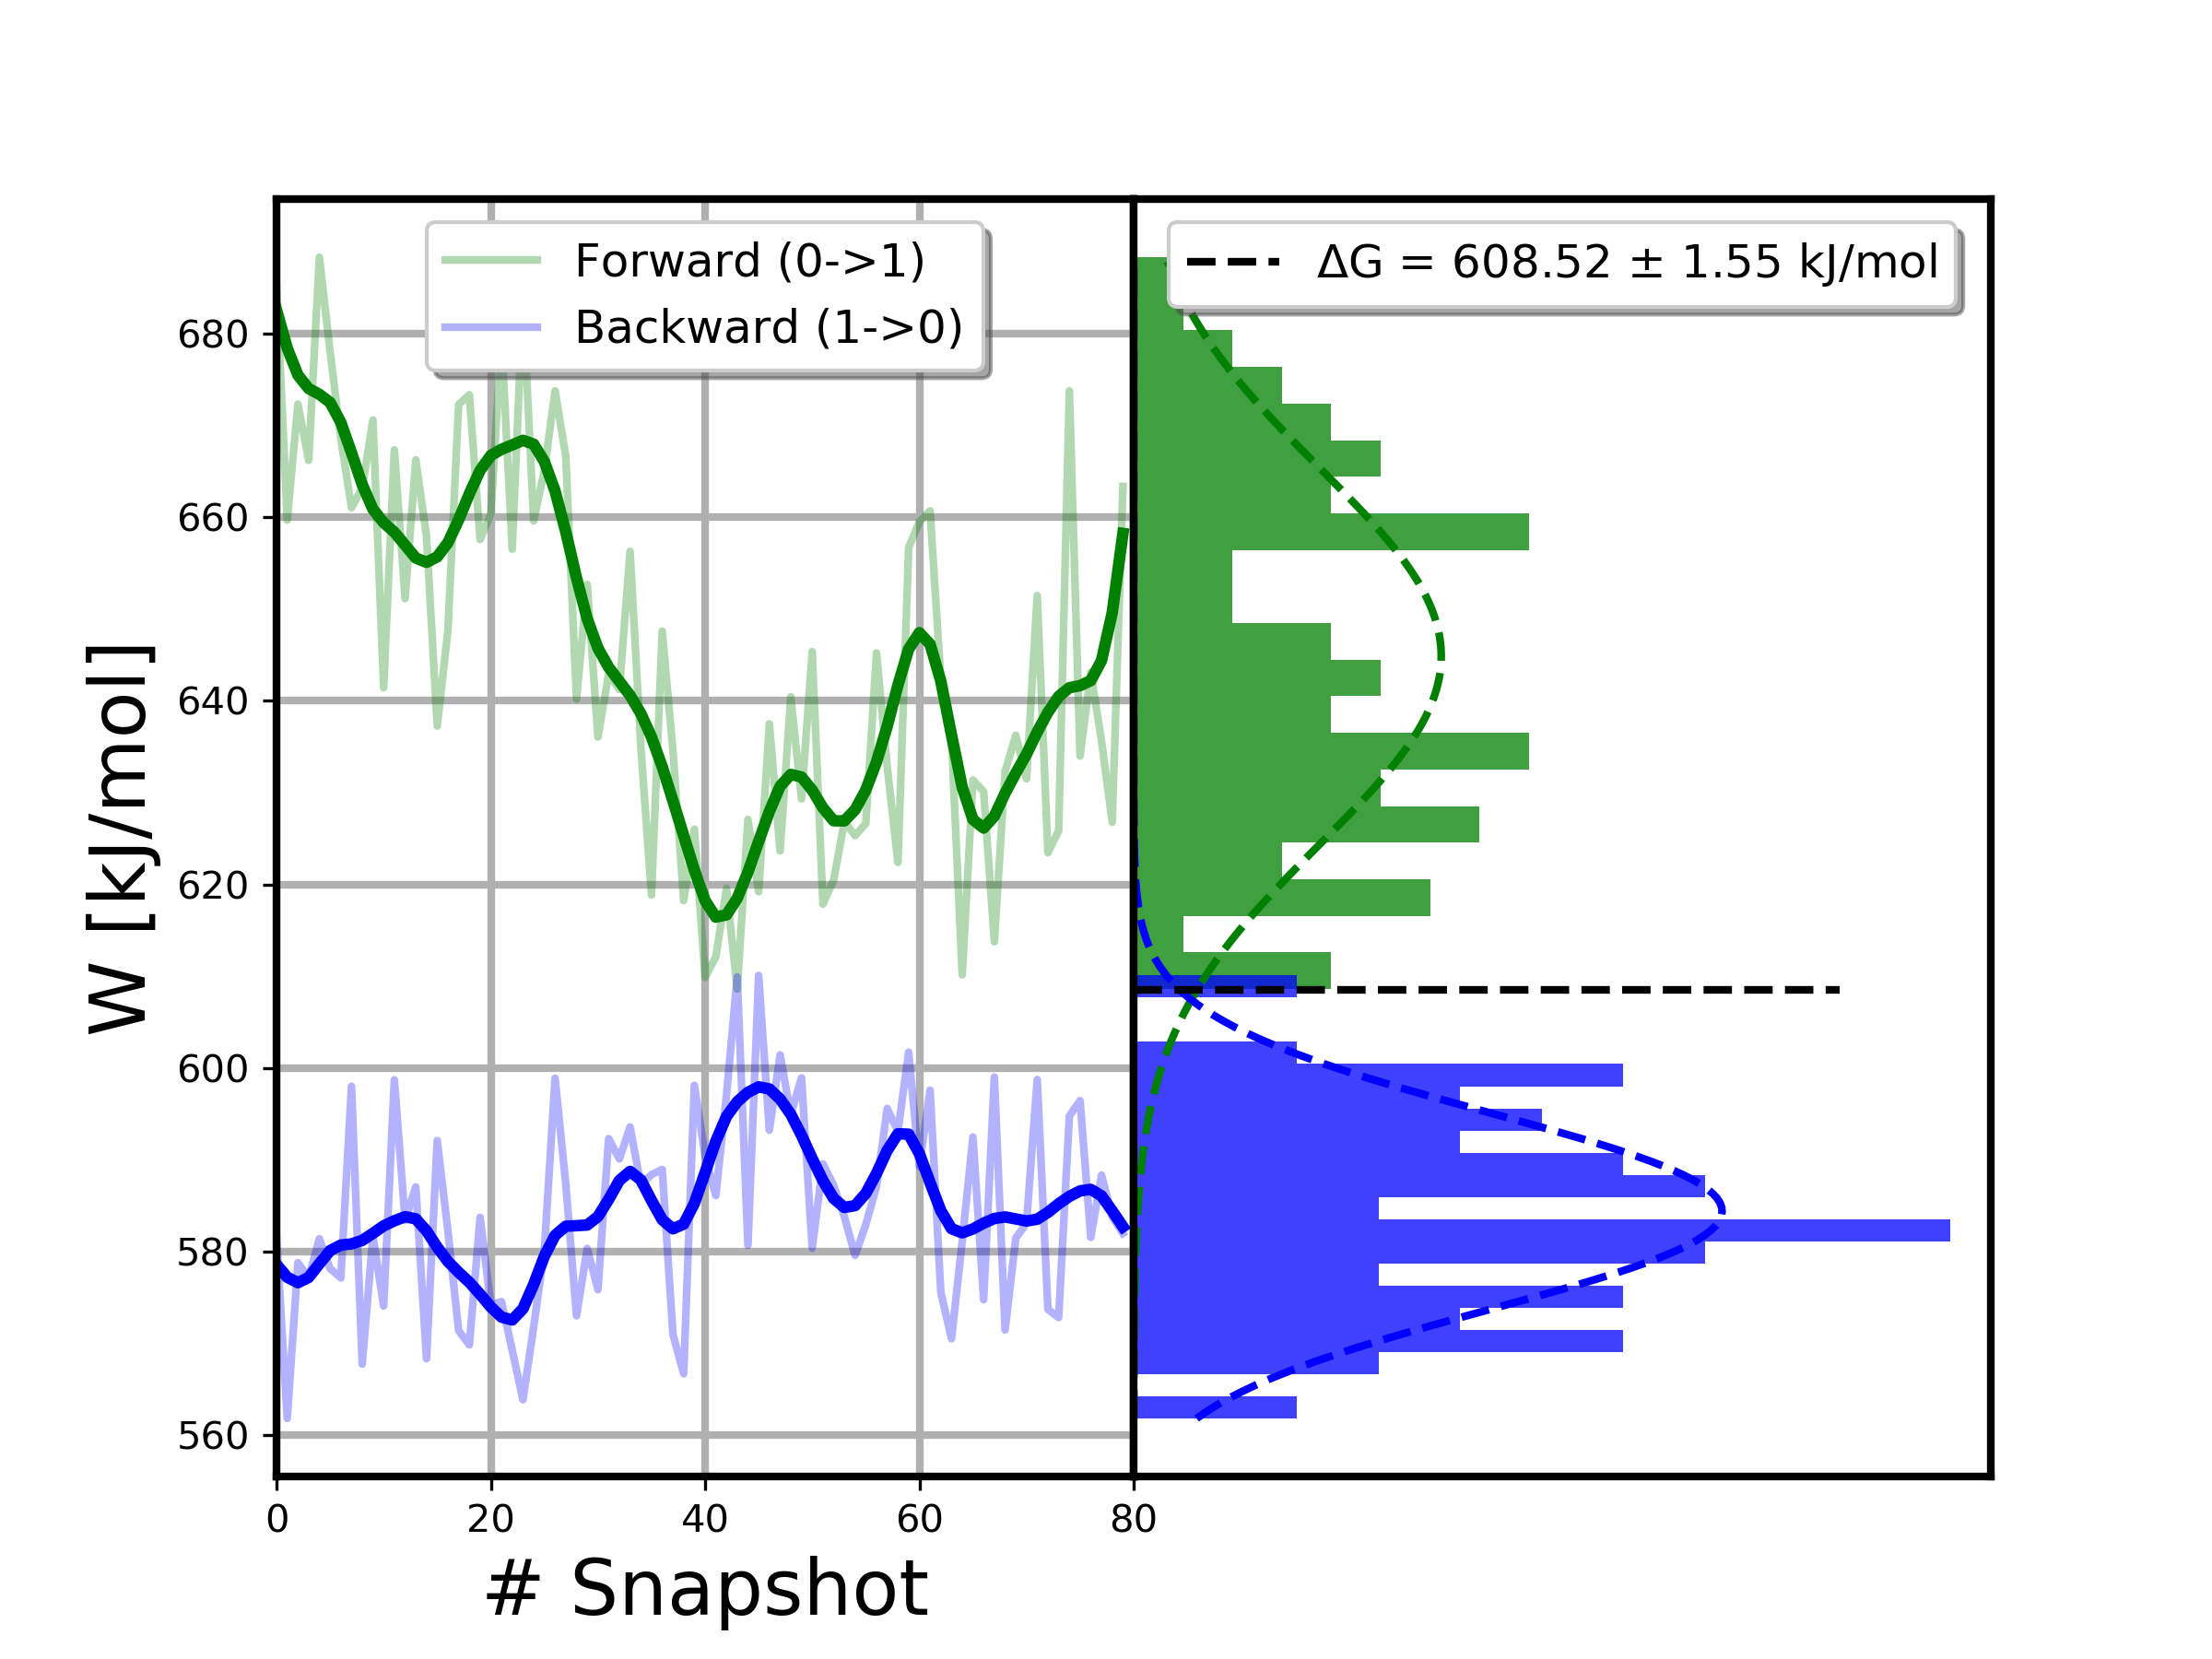 Forward (0->1)
Backward (1->0)
ΔG = 608.52 ± 1.55 kJ/mol
W [kJ/mol]
680
660
640
620
600
580
560
0 20 40 60 80
# Snapshot